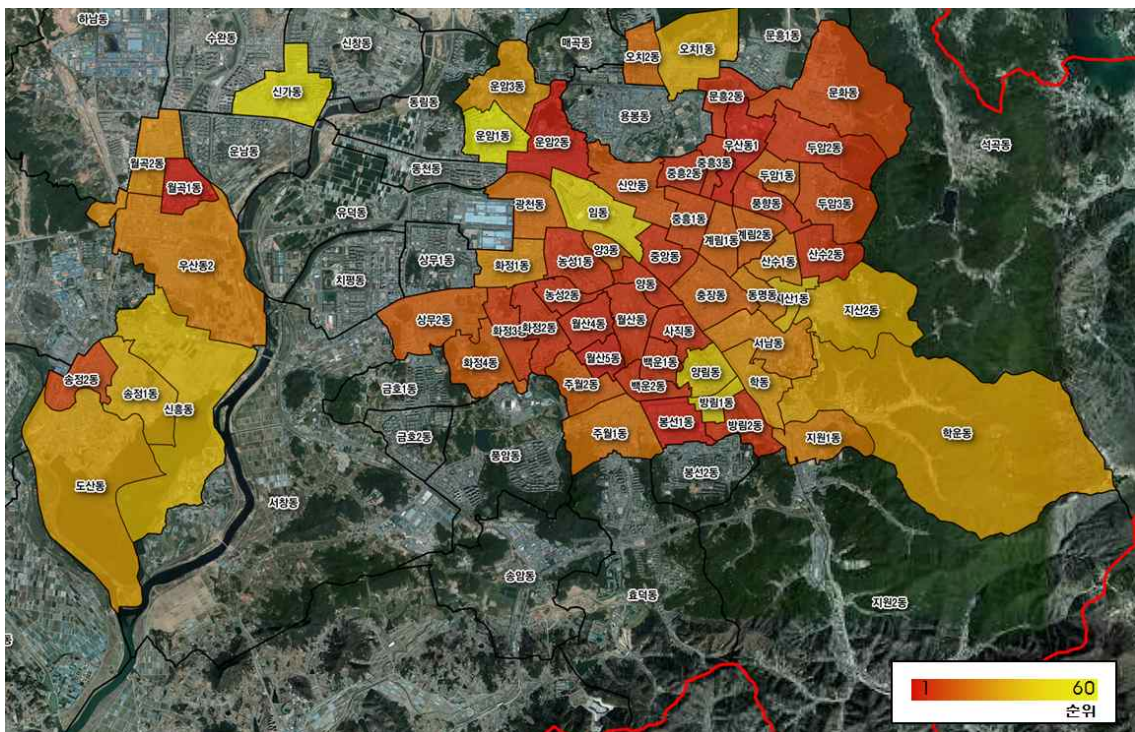 하남동
수완동
신창동
매곡동
오치2동
오치1동
문흥1동
신가동
동림동
운암3동
문흥2동
문화동
용봉동
운암1동
운암2동
우산동1
두암2동
석곡동
월곡2동
운남동
동천동
중흥3동
중흥2동
두암1동
월곡1동
신안동
풍향동
두암3동
유덕동
광천동
임동
중흥1동
계림1동
계림2동
우산동2
상무1동
화정1동
농성1동
양3동
중앙동
산수1동
산수2동
치평동
농성2동
양동
충장동
동명동
지산1동
지산2동
상무2동
화정3동
화정2동
월산4동
월산동
사직동
서남동
송정2동
송정1동
신흥동
화정4동
월산5동
백운1동
양림동
금호1동
주월2동
백운2동
학동
방림1동
금호2동
풍암동
주월1동
봉선1동
방림2동
지원1동
학운동
도산동
봉선2동
서창동
송암동
효덕동
지원2동
동
1 60
순위